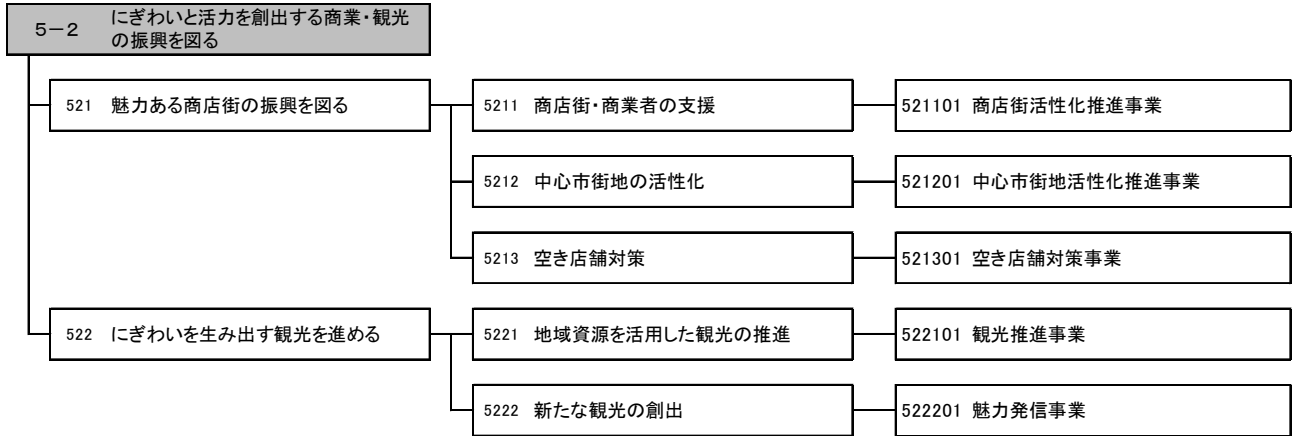 5－2 にぎわいと活力を創出する商業・観光
の振興を図る
521 魅力ある商店街の振興を図る
5211 商店街・商業者の支援
521101 商店街活性化推進事業
5212 中心市街地の活性化
521201 中心市街地活性化推進事業
5213 空き店舗対策
521301 空き店舗対策事業
522 にぎわいを生み出す観光を進める
5221 地域資源を活用した観光の推進
522101 観光推進事業
5222 新たな観光の創出
522201 魅力発信事業